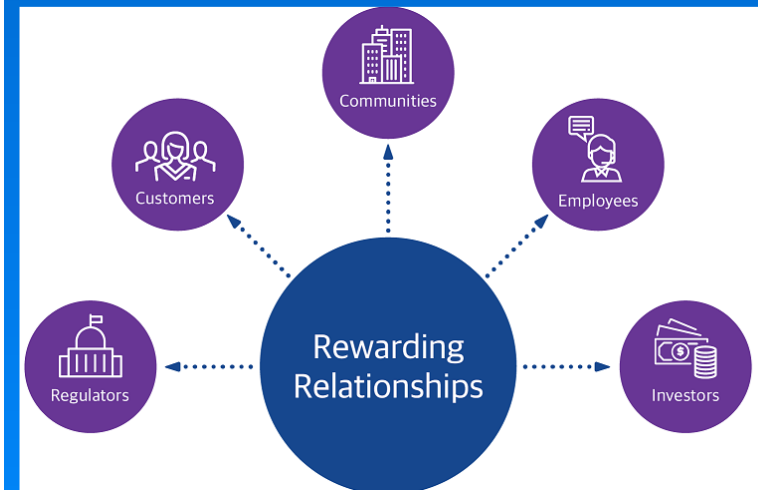 Communities
Customers
Employees
Rewarding
Relationships
Regulators
Investors